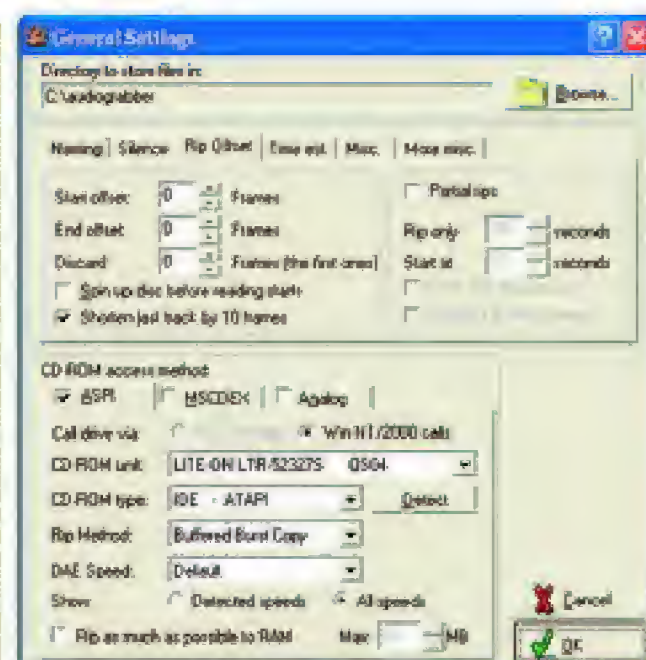 General Settings
Directory to store files in:
C:\audiograbber
Browse...
Naming Silence Rip Offset Time est. Misc. More misc.
Start offset: 0 Frames
Partial rips
End offset: 0 Frames
Rip only seconds
Discard: 0 Frames (the first ones)
Start at seconds
Spin up disc before reading starts
Shorten last track by 10 frames
CD-ROM access method:
ASPI MSCDEX Analog
Call drive via: Win NT/2000 calls
CD-ROM unit: LITE-ON LTR-52327S QS04
CD-ROM type: IDE - ATAPI Detect
Rip Method: Buffered Burst Copy
DAE Speed: Default
Show: Detected speeds All speeds
Cancel
Rip as much as possible to RAM Max: MB
OK